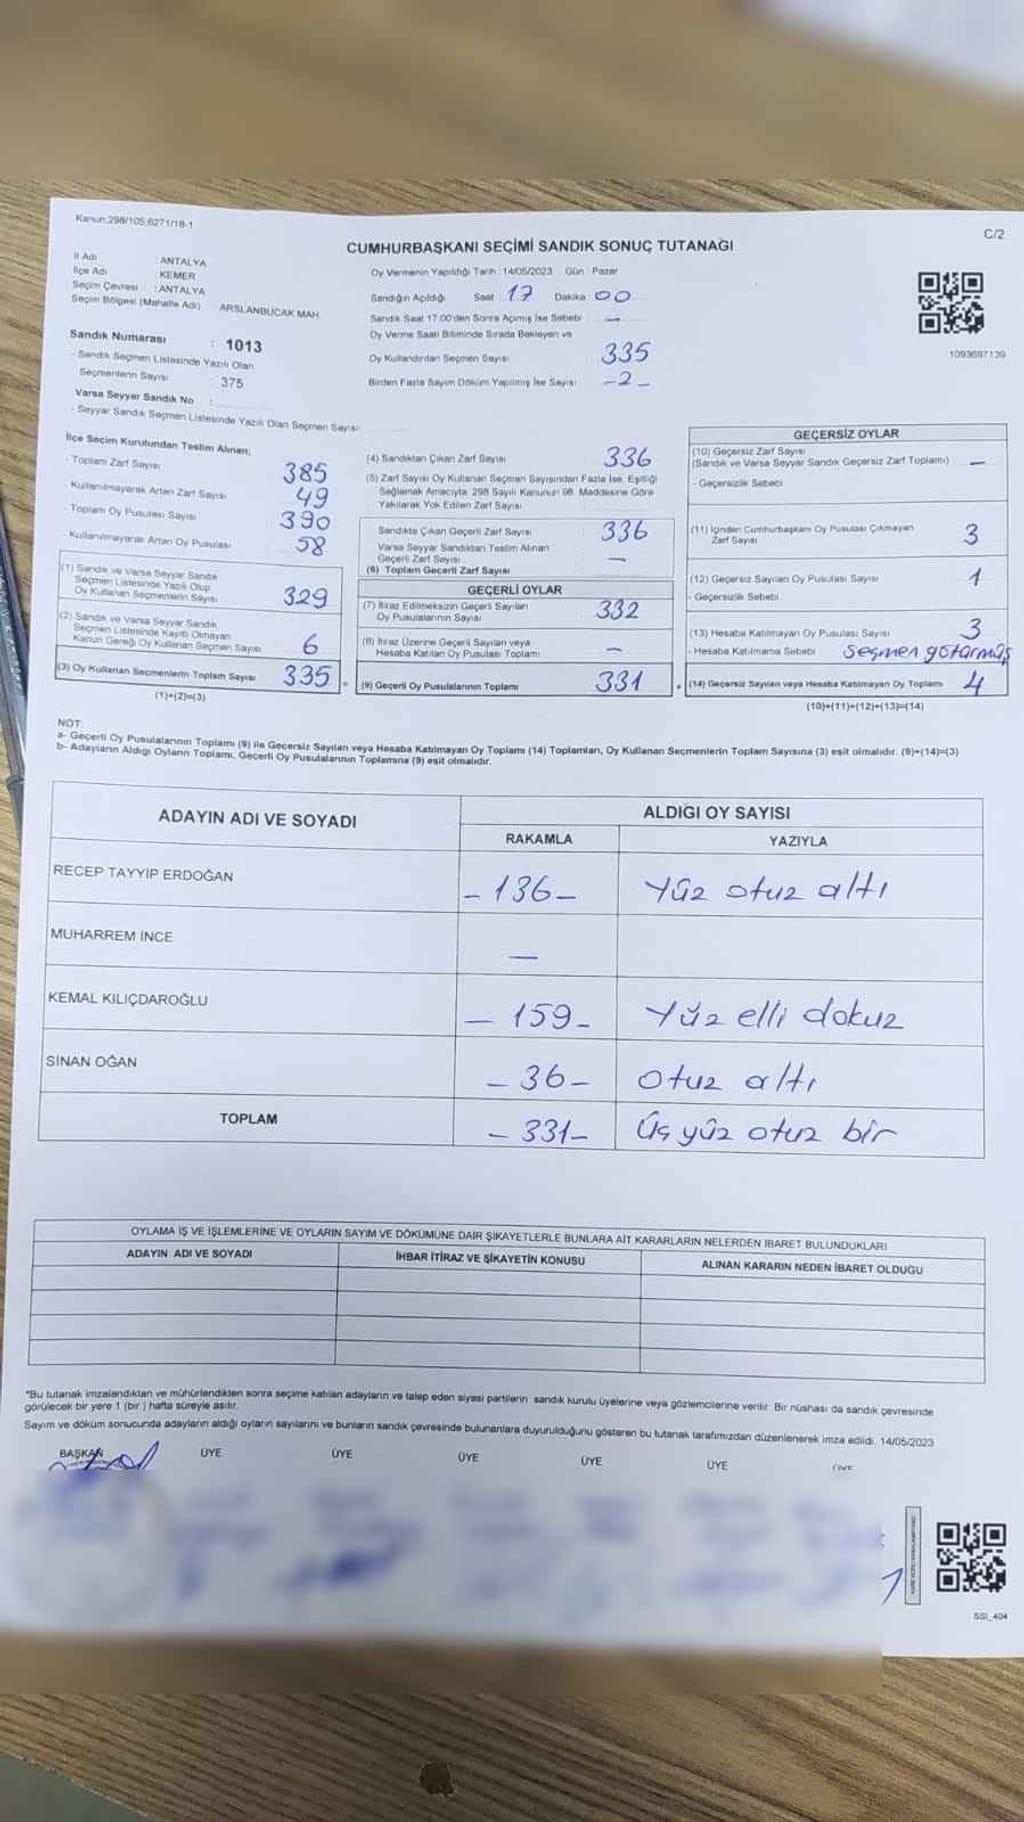 Kanun:298/105;6271/18-1
C/2
CUMHURBAŞKANI SEÇİMİ SANDIK SONUÇ TUTANAĞI
İl Adı : ANTALYA
İlçe Adı : KEMER
Seçim Çevresi : ANTALYA
Seçim Bölgesi (Mahalle Adı) ARSLANBUCAK MAH.
Sandık Numarası : 1013
- Sandık Seçmen Listesinde Yazılı Olan
Seçmenlerin Sayısı : 375
Varsa Seyyar Sandık No :
- Seyyar Sandık Seçmen Listesinde Yazılı Olan Seçmen Sayısı
Oy Vermenin Yapıldığı Tarih : 14/05/2023 Gün : Pazar
Sandığın Açıldığı Saat : 17 Dakika : 00
Sandık Saat 17:00'den Sonra Açımış İse Sebebi : —
Oy Verme Saati Bitiminde Sırada Bekleyen ve
Oy Kullandırılan Seçmen Sayısı 335
Birden Fazla Sayım Döküm Yapılmış İse Sayısı -2-
1093697139
İlçe Seçim Kurulundan Teslim Alınan;
- Toplam Zarf Sayısı 385
- Kullanılmayarak Artan Zarf Sayısı 49
- Toplam Oy Pusulası Sayısı 390
- Kullanılmayarak Artan Oy Pusulası 58
(1) Sandık ve Varsa Seyyar Sandık
Seçmen Listesinde Yazılı Olup
Oy Kullanan Seçmenlerin Sayısı 329
(2) Sandık ve Varsa Seyyar Sandık
Seçmen Listesinde Kayıtlı Olmayan
Kanun Gereği Oy Kullanan Seçmen Sayısı 6
(3) Oy Kullanan Seçmenlerin Toplam Sayısı 335 =
(1)+(2)=(3)
(4) Sandıktan Çıkan Zarf Sayısı 336
(5) Zarf Sayısı Oy Kullanan Seçmen Sayısından Fazla İse, Eşitliği
Sağlamak Amacıyla, 298 Sayılı Kanunun 98. Maddesine Göre
Yakılarak Yok Edilen Zarf Sayısı
Sandıkta Çıkan Geçerli Zarf Sayısı 336
Varsa Seyyar Sandıktan Teslim Alınan
Geçerli Zarf Sayısı —
(6) Toplam Geçerli Zarf Sayısı
GEÇERLİ OYLAR
(7) İtiraz Edilmeksizin Geçerli Sayılan
Oy Pusulalarının Sayısı 332
(8) İtiraz Üzerine Geçerli Sayılan veya
Hesaba Katılan Oy Pusulası Toplamı —
(9) Geçerli Oy Pusulalarının Toplamı 331 +
GEÇERSİZ OYLAR
(10) Geçersiz Zarf Sayısı
(Sandık ve Varsa Seyyar Sandık Geçersiz Zarf Toplamı) —
- Geçersizlik Sebebi
(11) İçinden Cumhurbaşkanı Oy Pusulası Çıkmayan
Zarf Sayısı 3
(12) Geçersiz Sayılan Oy Pusulası Sayısı 1
- Geçersizlik Sebebi
(13) Hesaba Katılmayan Oy Pusulası Sayısı 3
- Hesaba Katılmama Sebebi seçmen götürmüş
(14) Geçersiz Sayılan veya Hesaba Katılmayan Oy Toplamı 4
(10)+(11)+(12)+(13)=(14)
NOT:
a- Geçerli Oy Pusulalarının Toplamı (9) ile Geçersiz Sayılan veya Hesaba Katılmayan Oy Toplamı (14) Toplamları, Oy Kullanan Seçmenlerin Toplam Sayısına (3) eşit olmalıdır. (9)+(14)=(3)
b- Adayların Aldığı Oyların Toplamı, Geçerli Oy Pusulalarının Toplamına (9) eşit olmalıdır.
ADAYIN ADI VE SOYADI
ALDIĞI OY SAYISI
RAKAMLA YAZIYLA
RECEP TAYYİP ERDOĞAN -136- Yüz otuz altı
MUHARREM İNCE —
KEMAL KILIÇDAROĞLU -159- Yüz elli dokuz
SİNAN OĞAN -36- otuz altı
TOPLAM -331- Üçyüz otuz bir
OYLAMA İŞ VE İŞLEMLERİNE VE OYLARIN SAYIM VE DÖKÜMÜNE DAİR ŞİKAYETLERLE BUNLARA AİT KARARLARIN NELERDEN İBARET BULUNDUKLARI
ADAYIN ADI VE SOYADI İHBAR İTİRAZ VE ŞİKAYETİN KONUSU ALINAN KARARIN NEDEN İBARET OLDUĞU
*Bu tutanak imzalandıktan ve mühürlendikten sonra seçime katılan adayların ve talep eden siyasi partilerin sandık kurulu üyelerine veya gözlemcilerine verilir. Bir nüshası da sandık çevresinde
görülecek bir yere 1 (bir ) hafta süreyle asılır.
Sayım ve döküm sonucunda adayların aldığı oyların sayılarını ve bunların sandık çevresinde bulunanlara duyurulduğunu gösteren bu tutanak tarafımızdan düzenlenerek imza edildi. 14/05/2023
BAŞKAN ÜYE ÜYE ÜYE ÜYE ÜYE ÜYE
SSI_404